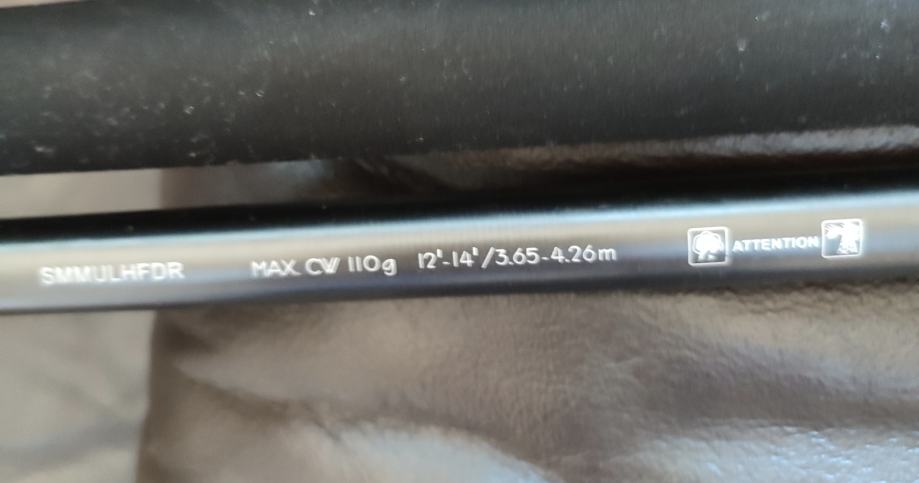 SMMULHFDR MAX. CW 110g 12'-14'/3.65-4.26m ATTENTION